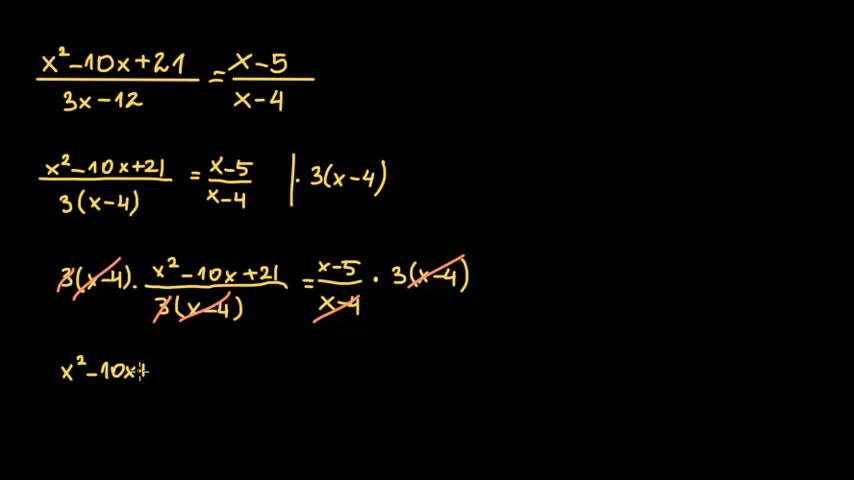 x²-10x+21 / 3x-12 = x-5 / x-4
x²-10x+21 / 3(x-4) = x-5 / x-4 | · 3(x-4)
3(x-4) · x²-10x+21 / 3(x-4) = x-5 / x-4 · 3(x-4)
x²-10x+